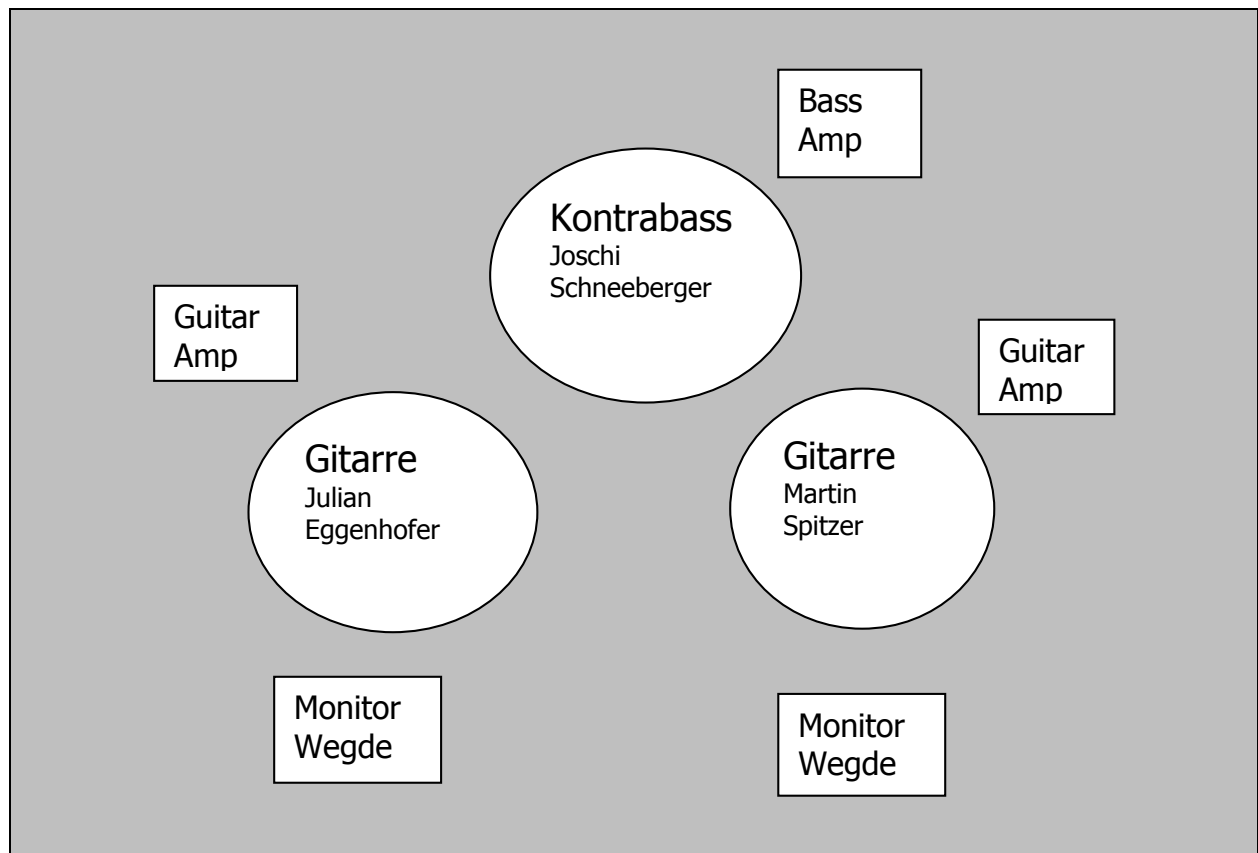 Bass
Amp
Kontrabass
Joschi
Schneeberger
Guitar
Amp
Guitar
Amp
Gitarre
Julian
Eggenhofer
Gitarre
Martin
Spitzer
Monitor
Wegde
Monitor
Wegde